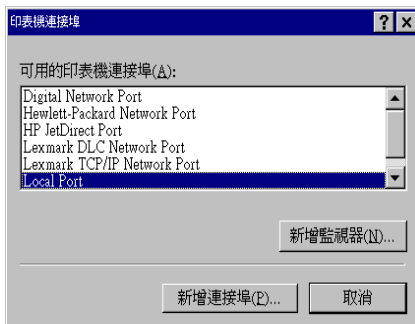 印表機連接埠
可用的印表機連接埠(A):
Digital Network Port
Hewlett-Packard Network Port
HP JetDirect Port
Lexmark DLC Network Port
Lexmark TCP/IP Network Port
Local Port
新增監視器(N)...
新增連接埠(P)... 取消